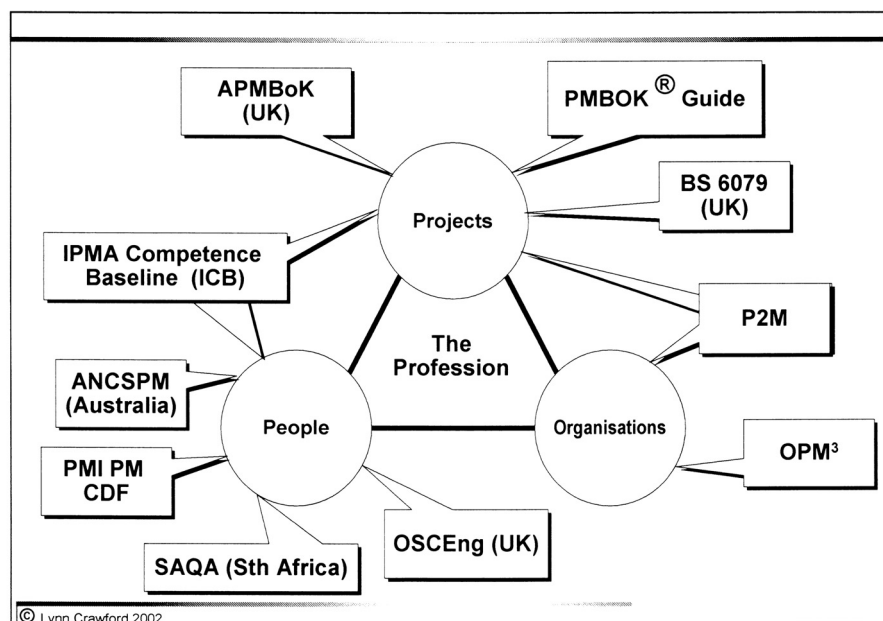 APMBoK
(UK)
PMBOK ® Guide
BS 6079
(UK)
Projects
IPMA Competence
Baseline (ICB)
P2M
The
Profession
ANCSPM
(Australia)
People
Organisations
PMI PM
CDF
OPM³
OSCEng (UK)
SAQA (Sth Africa)
© Lynn Crawford 2002